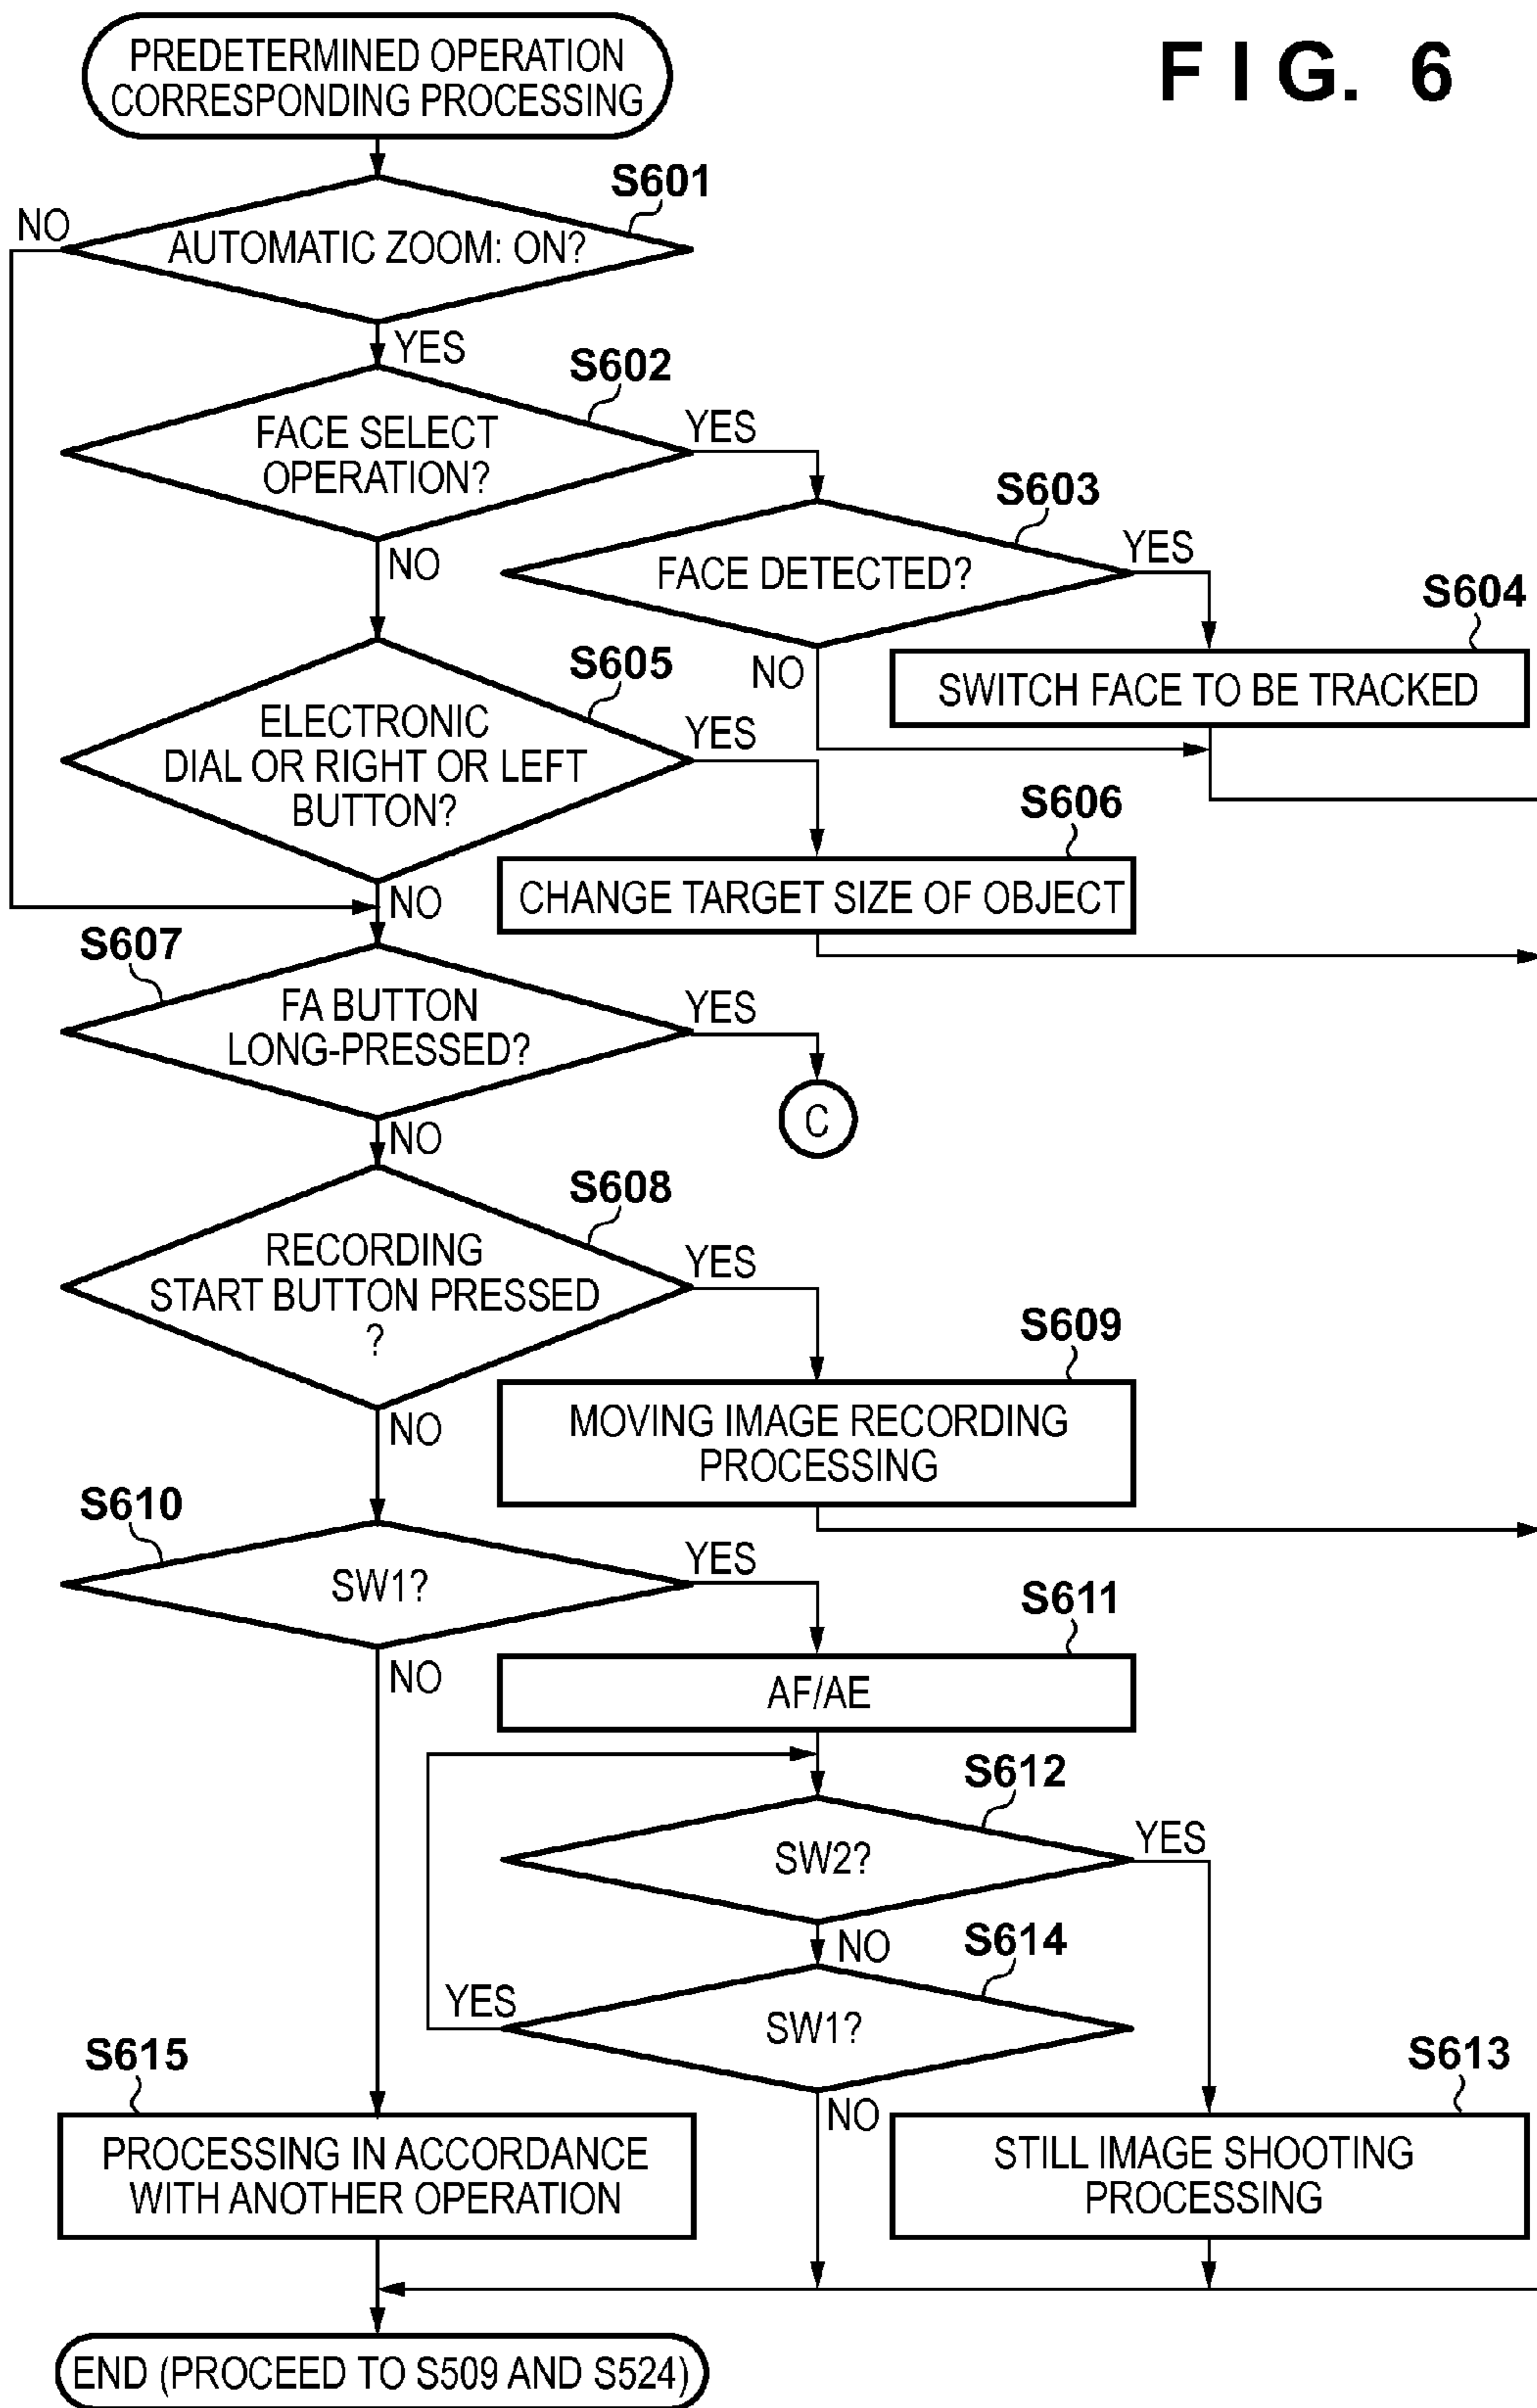 FIG. 6
PREDETERMINED OPERATION
CORRESPONDING PROCESSING
S601
NO
AUTOMATIC ZOOM: ON?
YES
S602
FACE SELECT
OPERATION?
YES
NO
S603
FACE DETECTED?
YES
NO
S604
SWITCH FACE TO BE TRACKED
S605
ELECTRONIC
DIAL OR RIGHT OR LEFT
BUTTON?
YES
NO
S606
CHANGE TARGET SIZE OF OBJECT
S607
FA BUTTON
LONG-PRESSED?
YES
C
NO
S608
RECORDING
START BUTTON PRESSED
?
YES
NO
S609
MOVING IMAGE RECORDING
PROCESSING
S610
SW1?
YES
NO
S611
AF/AE
S612
SW2?
YES
NO
S614
YES
SW1?
NO
S613
STILL IMAGE SHOOTING
PROCESSING
S615
PROCESSING IN ACCORDANCE
WITH ANOTHER OPERATION
END (PROCEED TO S509 AND S524)